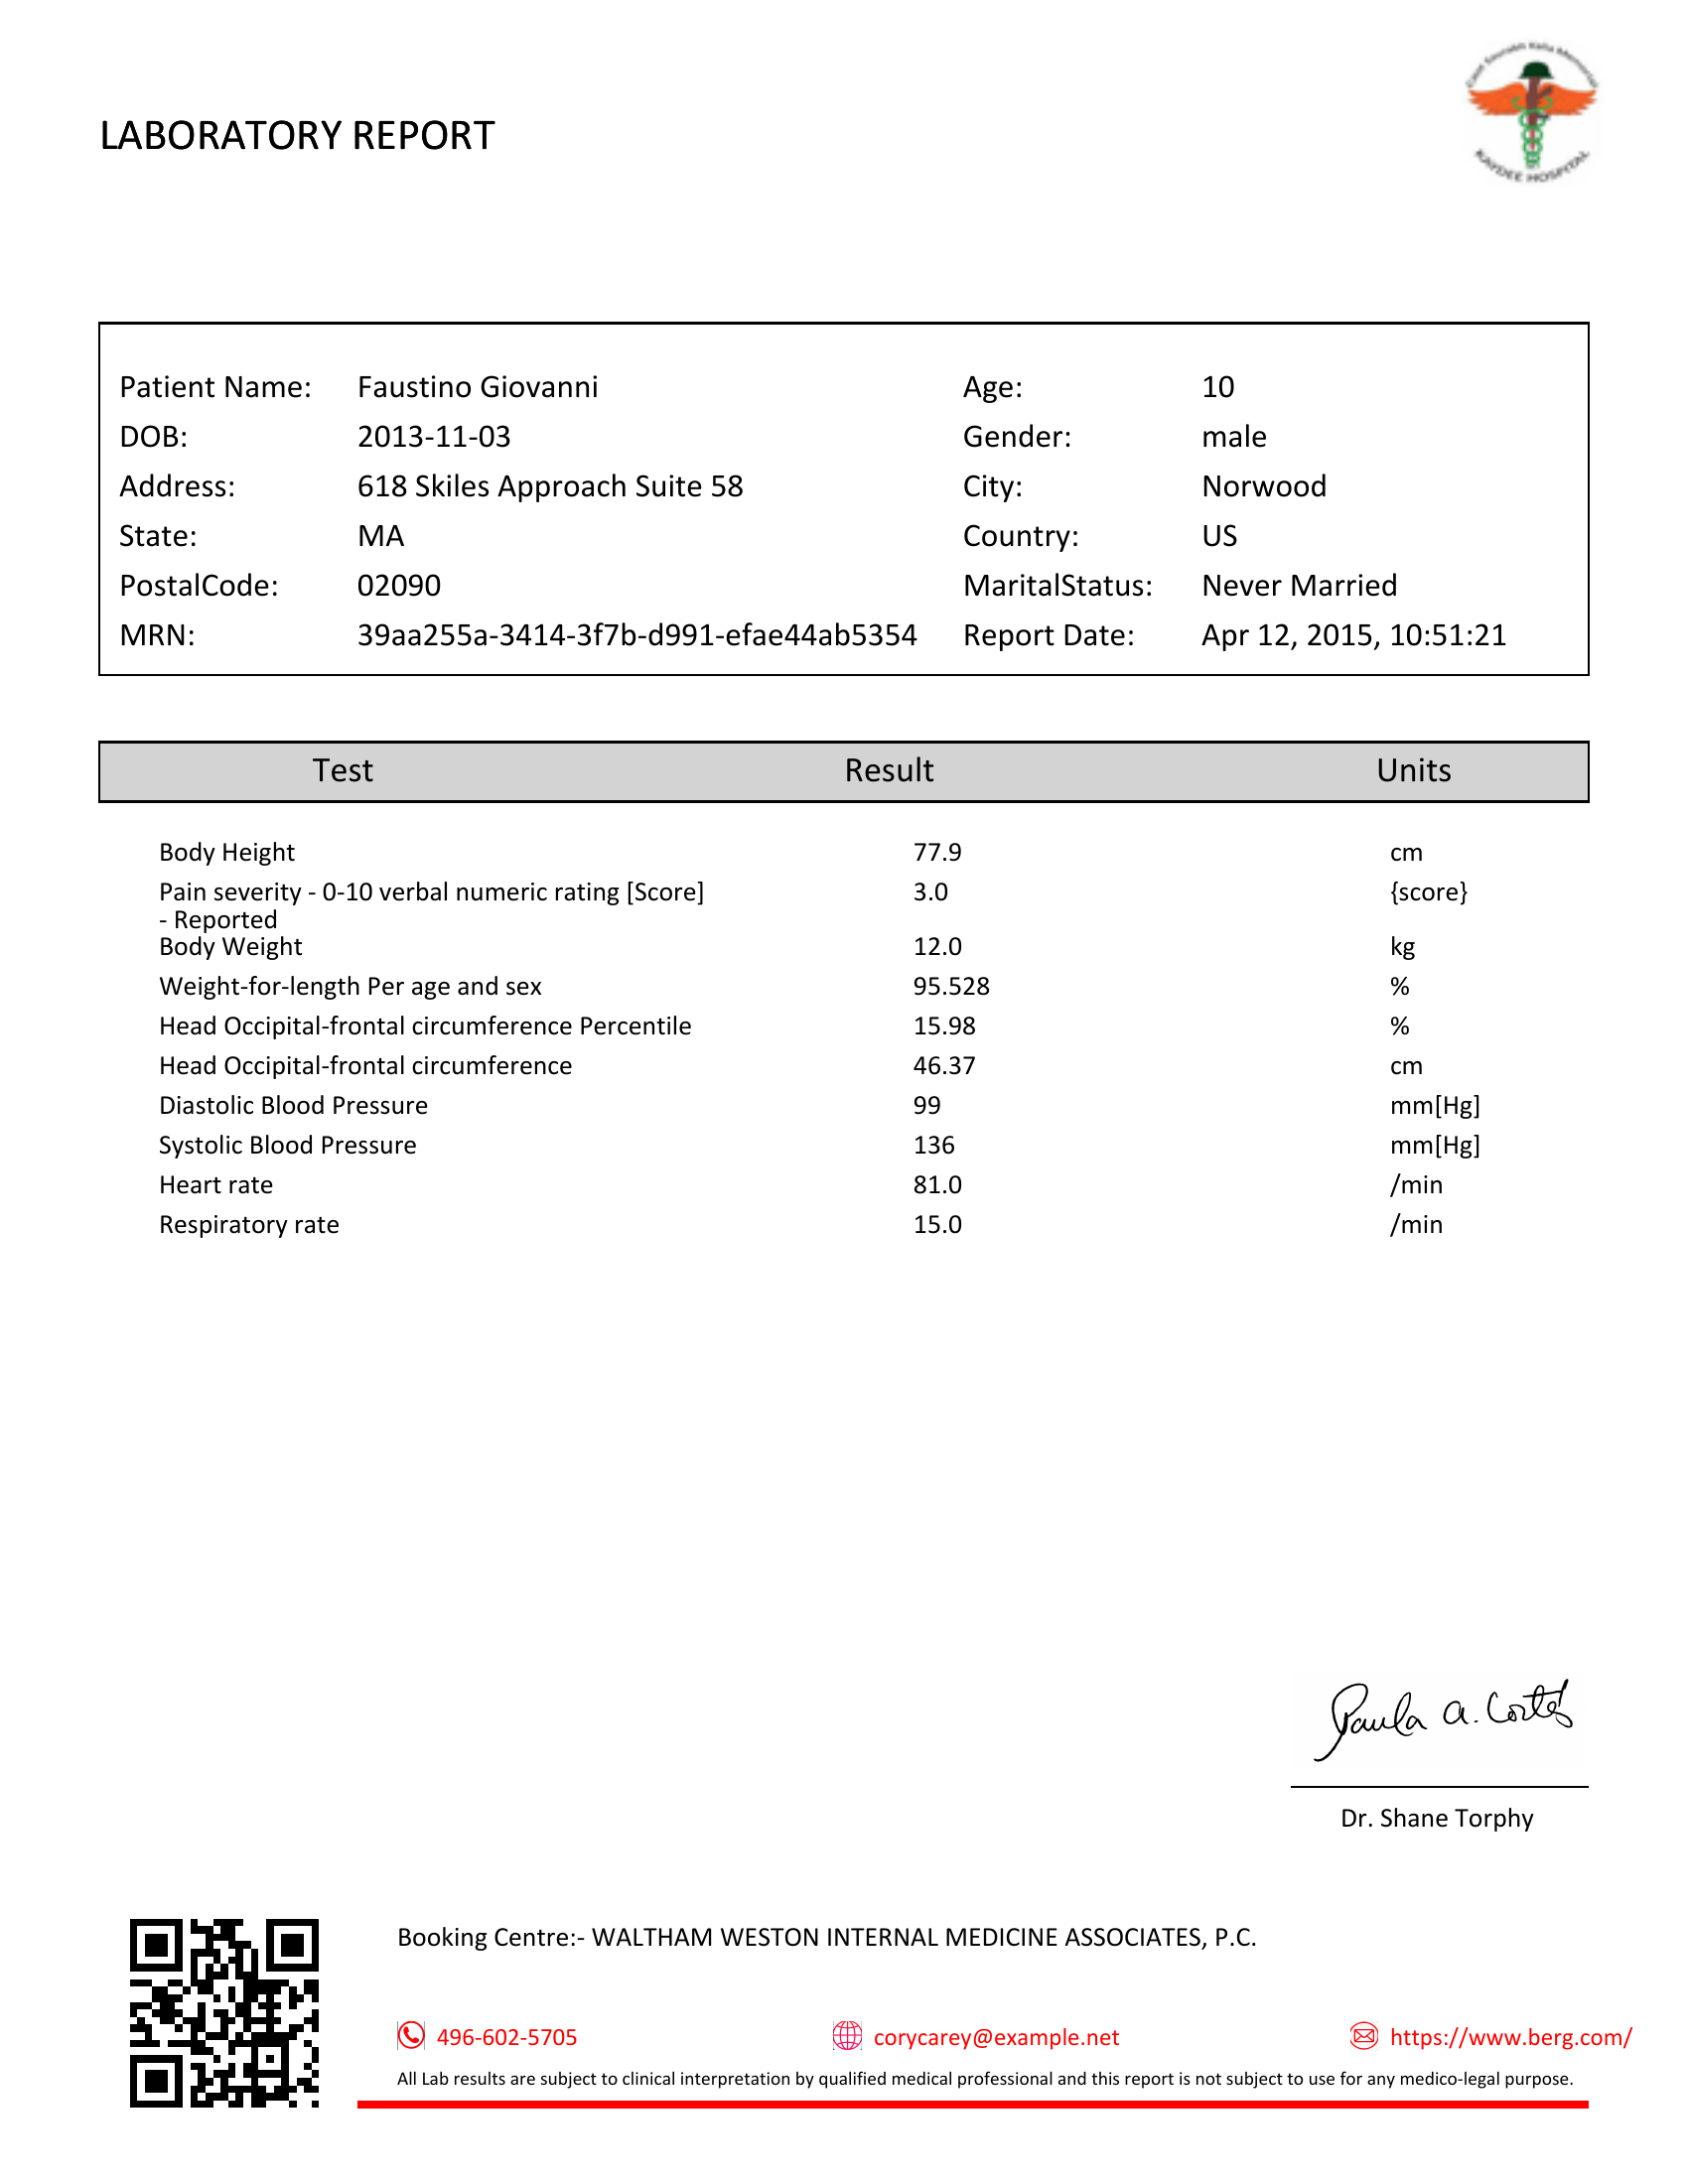 KAYDEE HOSPITAL
LABORATORY REPORT
Patient Name: Faustino Giovanni Age: 10
DOB: 2013-11-03 Gender: male
Address: 618 Skiles Approach Suite 58 City: Norwood
State: MA Country: US
PostalCode: 02090 MaritalStatus: Never Married
MRN: 39aa255a-3414-3f7b-d991-efae44ab5354 Report Date: Apr 12, 2015, 10:51:21
Test Result Units
Body Height 77.9 cm
Pain severity - 0-10 verbal numeric rating [Score] 3.0 {score}
- Reported
Body Weight 12.0 kg
Weight-for-length Per age and sex 95.528 %
Head Occipital-frontal circumference Percentile 15.98 %
Head Occipital-frontal circumference 46.37 cm
Diastolic Blood Pressure 99 mm[Hg]
Systolic Blood Pressure 136 mm[Hg]
Heart rate 81.0 /min
Respiratory rate 15.0 /min
Paula A. Cortes
Dr. Shane Torphy
Booking Centre:- WALTHAM WESTON INTERNAL MEDICINE ASSOCIATES, P.C.
496-602-5705 corycarey@example.net https://www.berg.com/
All Lab results are subject to clinical interpretation by qualified medical professional and this report is not subject to use for any medico-legal purpose.